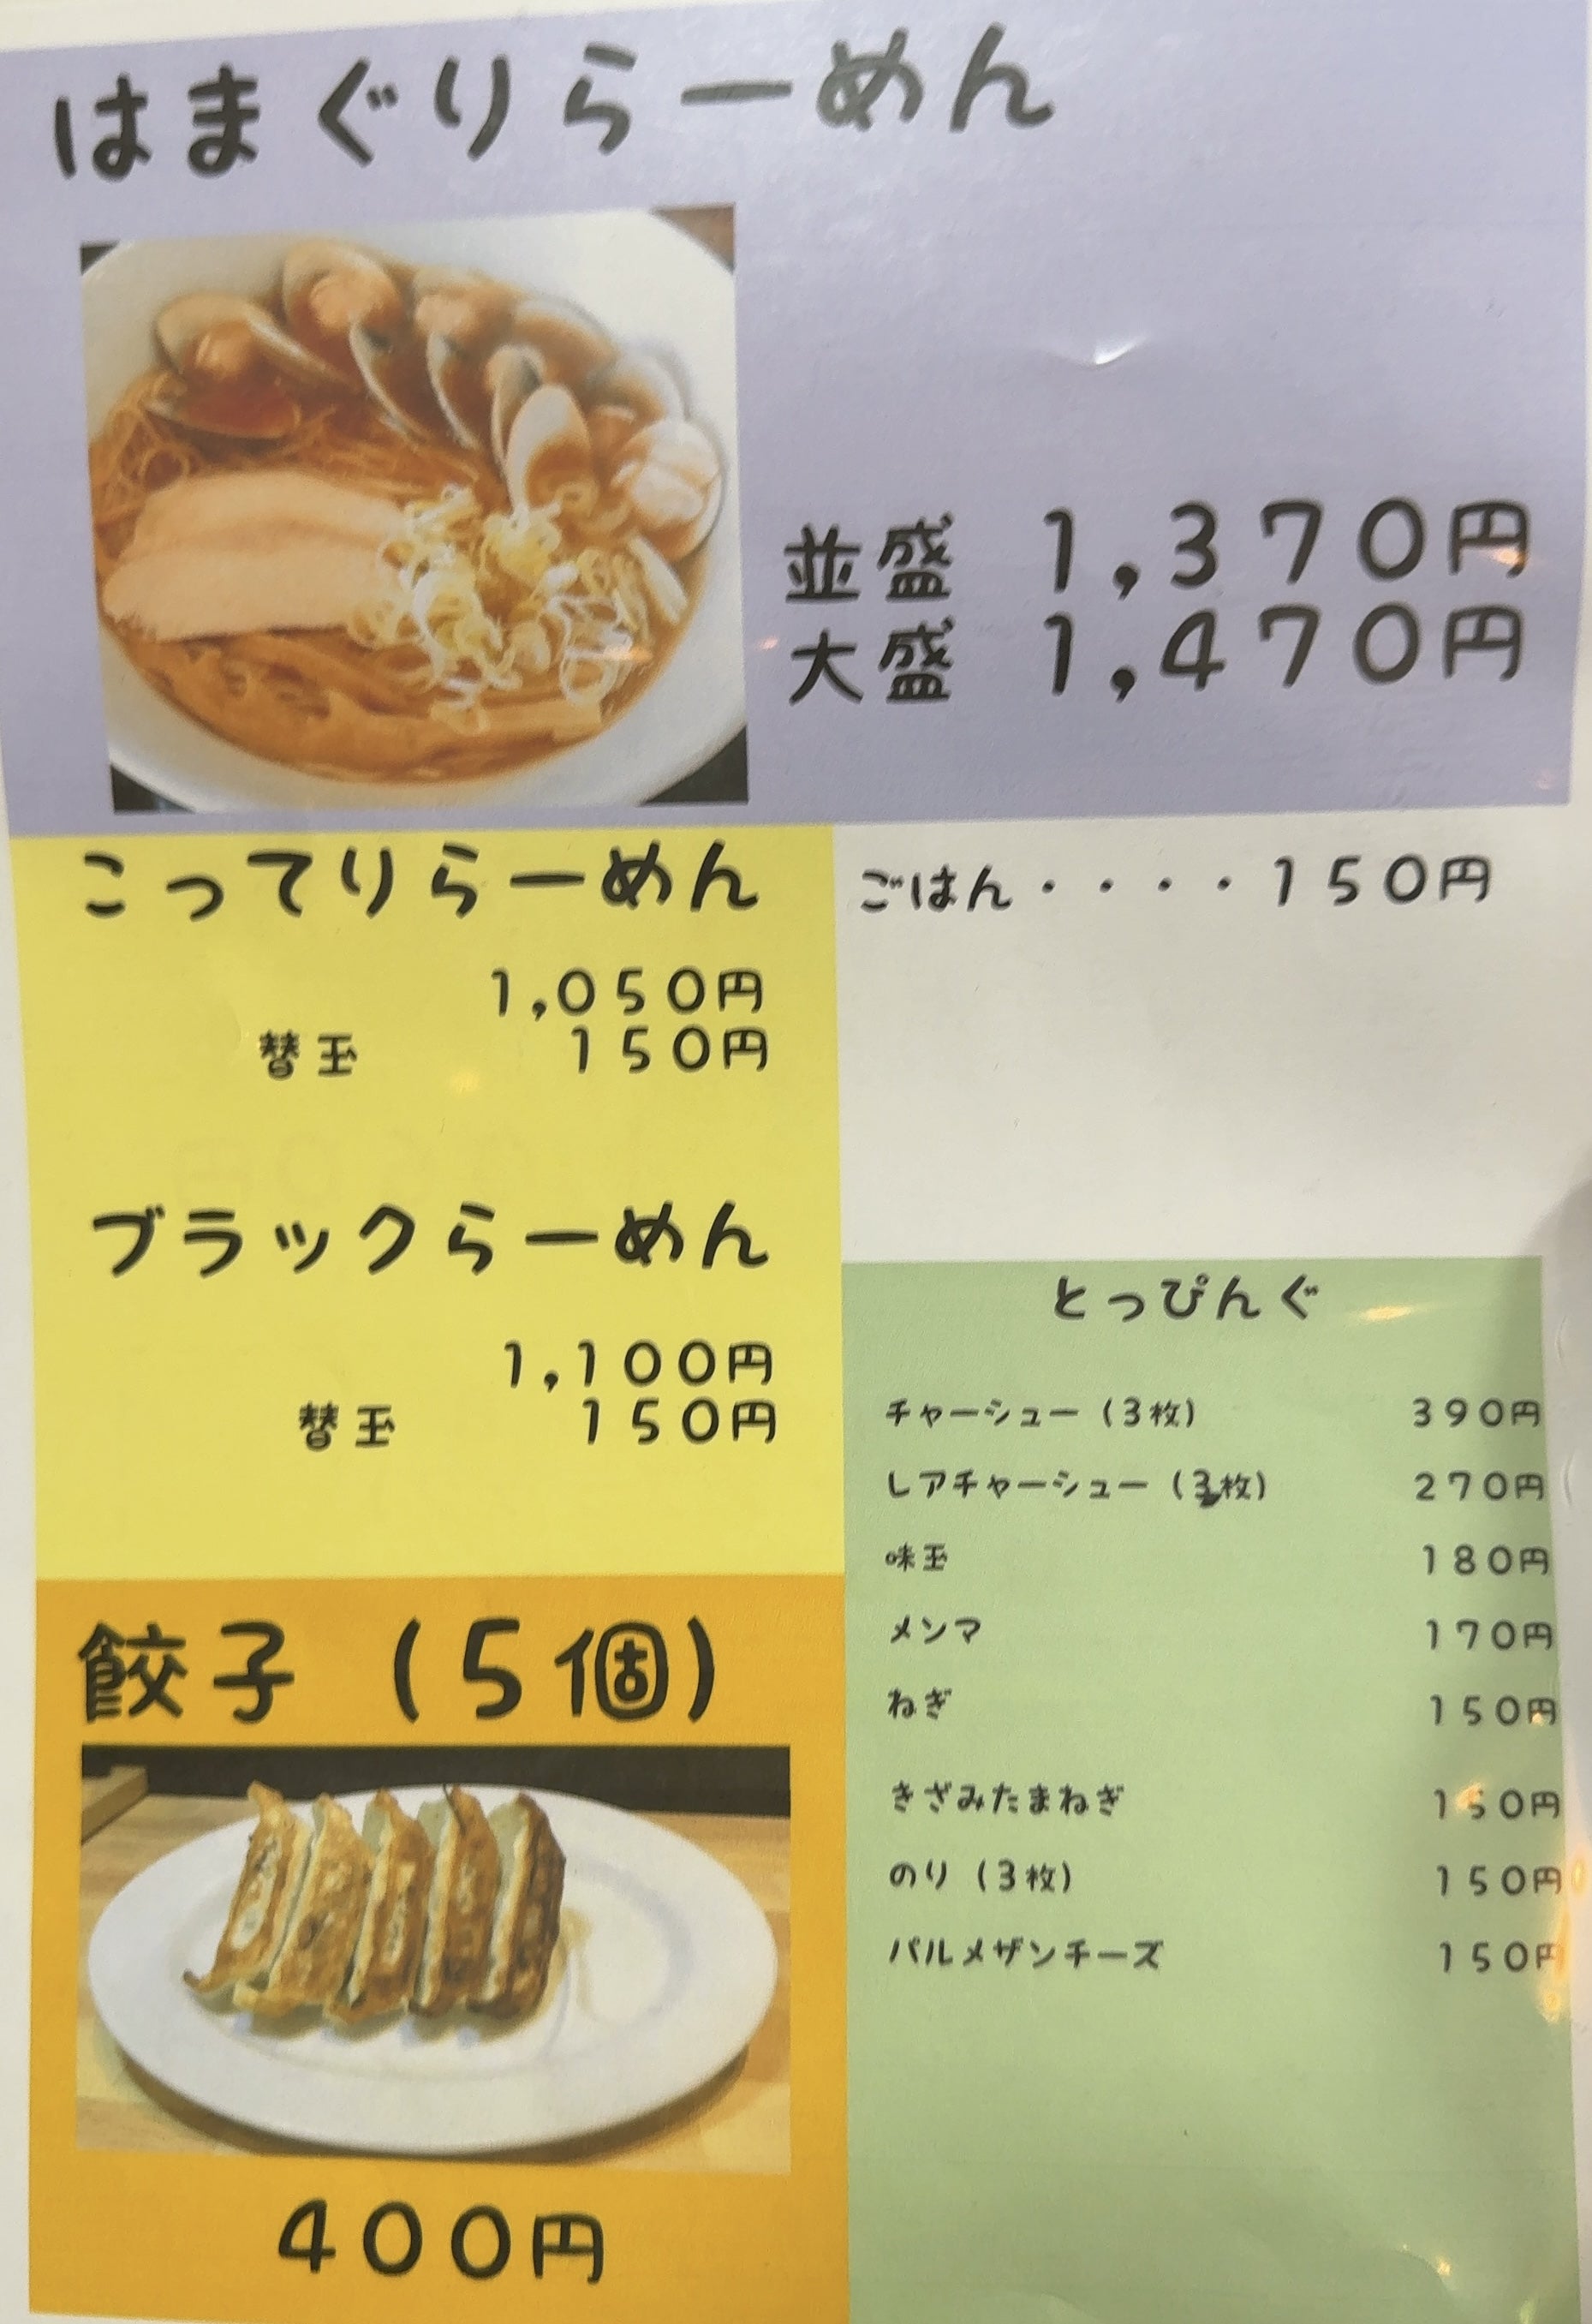 はまぐりらーめん
並盛 1,370円
大盛 1,470円
こってりらーめん
1,050円
替玉 150円
ブラックらーめん
1,100円
替玉 150円
餃子(5個)
400円
ごはん・・・・150円
とっぴんぐ
チャーシュー(3枚) 390円
レアチャーシュー(枚) 270円
味玉 180円
メンマ 170円
ねぎ 150円
きざみたまねぎ 150円
のり(3枚) 150円
パルメザンチーズ 150円